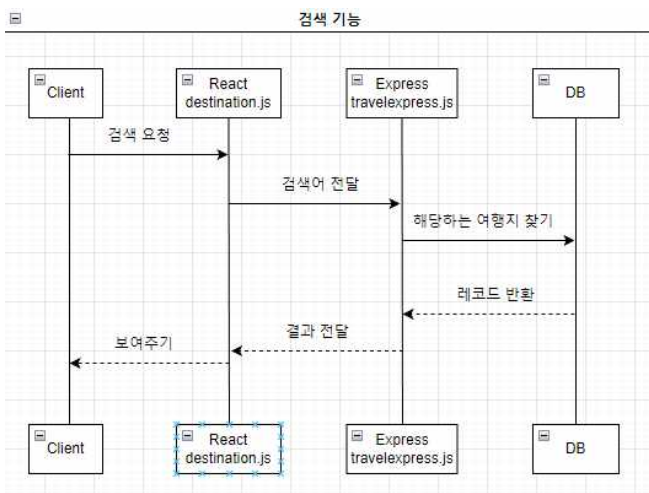 검색 기능
Client
React
destination.js
Express
travelexpress.js
DB
검색 요청
검색어 전달
해당하는 여행지 찾기
레코드 반환
결과 전달
보여주기
Client
React
destination.js
Express
travelexpress.js
DB